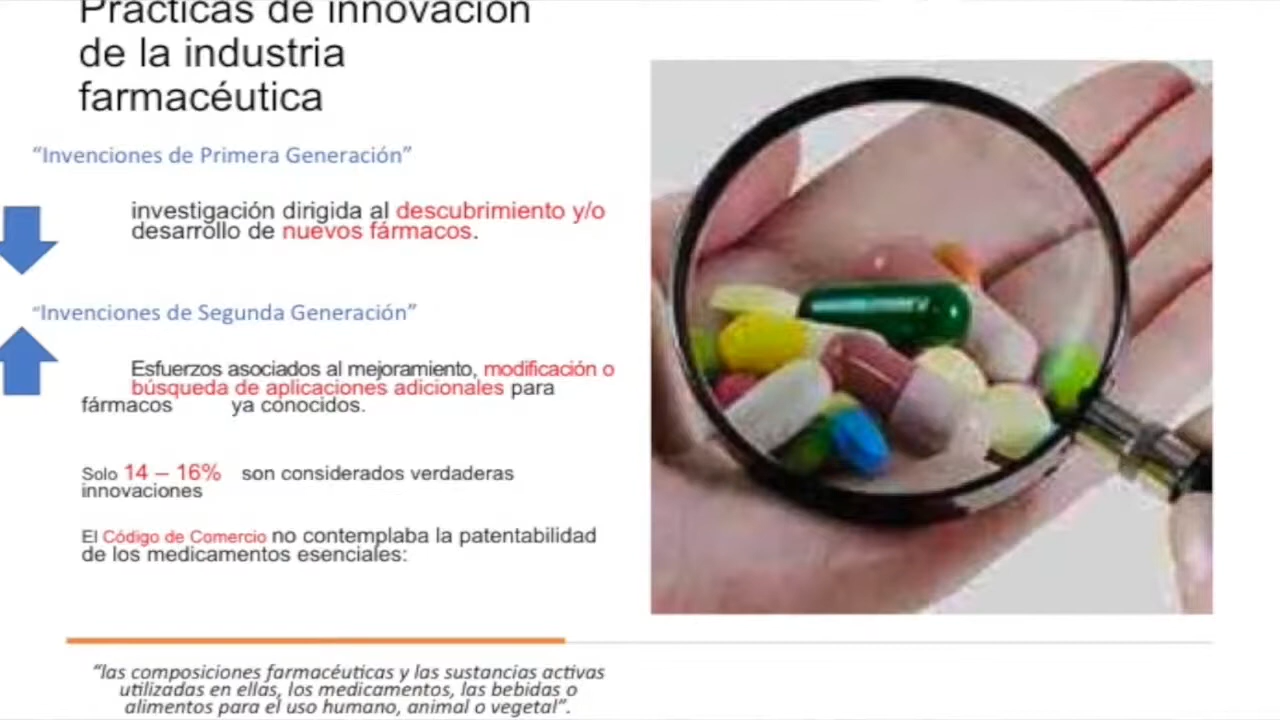 Prácticas de innovación
de la industria
farmacéutica
“Invenciones de Primera Generación”
investigación dirigida al descubrimiento y/o
desarrollo de nuevos fármacos.
“Invenciones de Segunda Generación”
Esfuerzos asociados al mejoramiento, modificación o
búsqueda de aplicaciones adicionales para
fármacos ya conocidos.
Solo 14 – 16% son considerados verdaderas
innovaciones
El Código de Comercio no contemplaba la patentabilidad
de los medicamentos esenciales:
“las composiciones farmacéuticas y las sustancias activas
utilizadas en ellas, los medicamentos, las bebidas o
alimentos para el uso humano, animal o vegetal”.